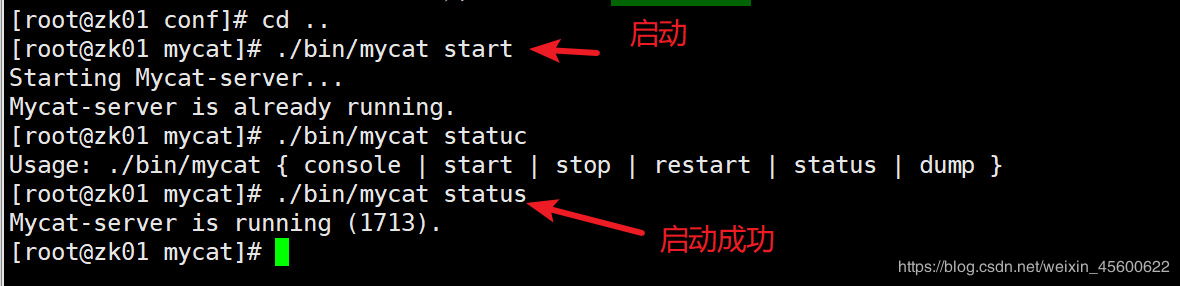 [root@zk01 conf]# cd ..
启动
[root@zk01 mycat]# ./bin/mycat start
Starting Mycat-server...
Mycat-server is already running.
[root@zk01 mycat]# ./bin/mycat statuc
Usage: ./bin/mycat { console | start | stop | restart | status | dump }
[root@zk01 mycat]# ./bin/mycat status
Mycat-server is running (1713).
启动成功
[root@zk01 mycat]#
https://blog.csdn.net/weixin_45600622